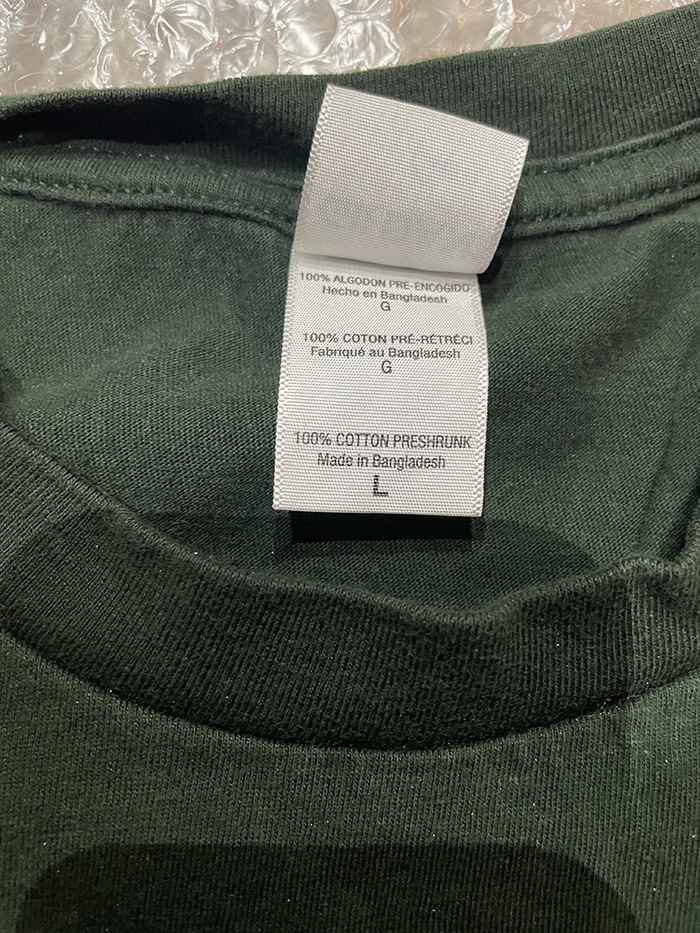 100% ALGODON PRE-ENCOGIDO
Hecho en Bangladesh
G
100% COTON PRÉ-RÉTRÉCI
Fabriqué au Bangladesh
G
100% COTTON PRESHRUNK
Made in Bangladesh
L